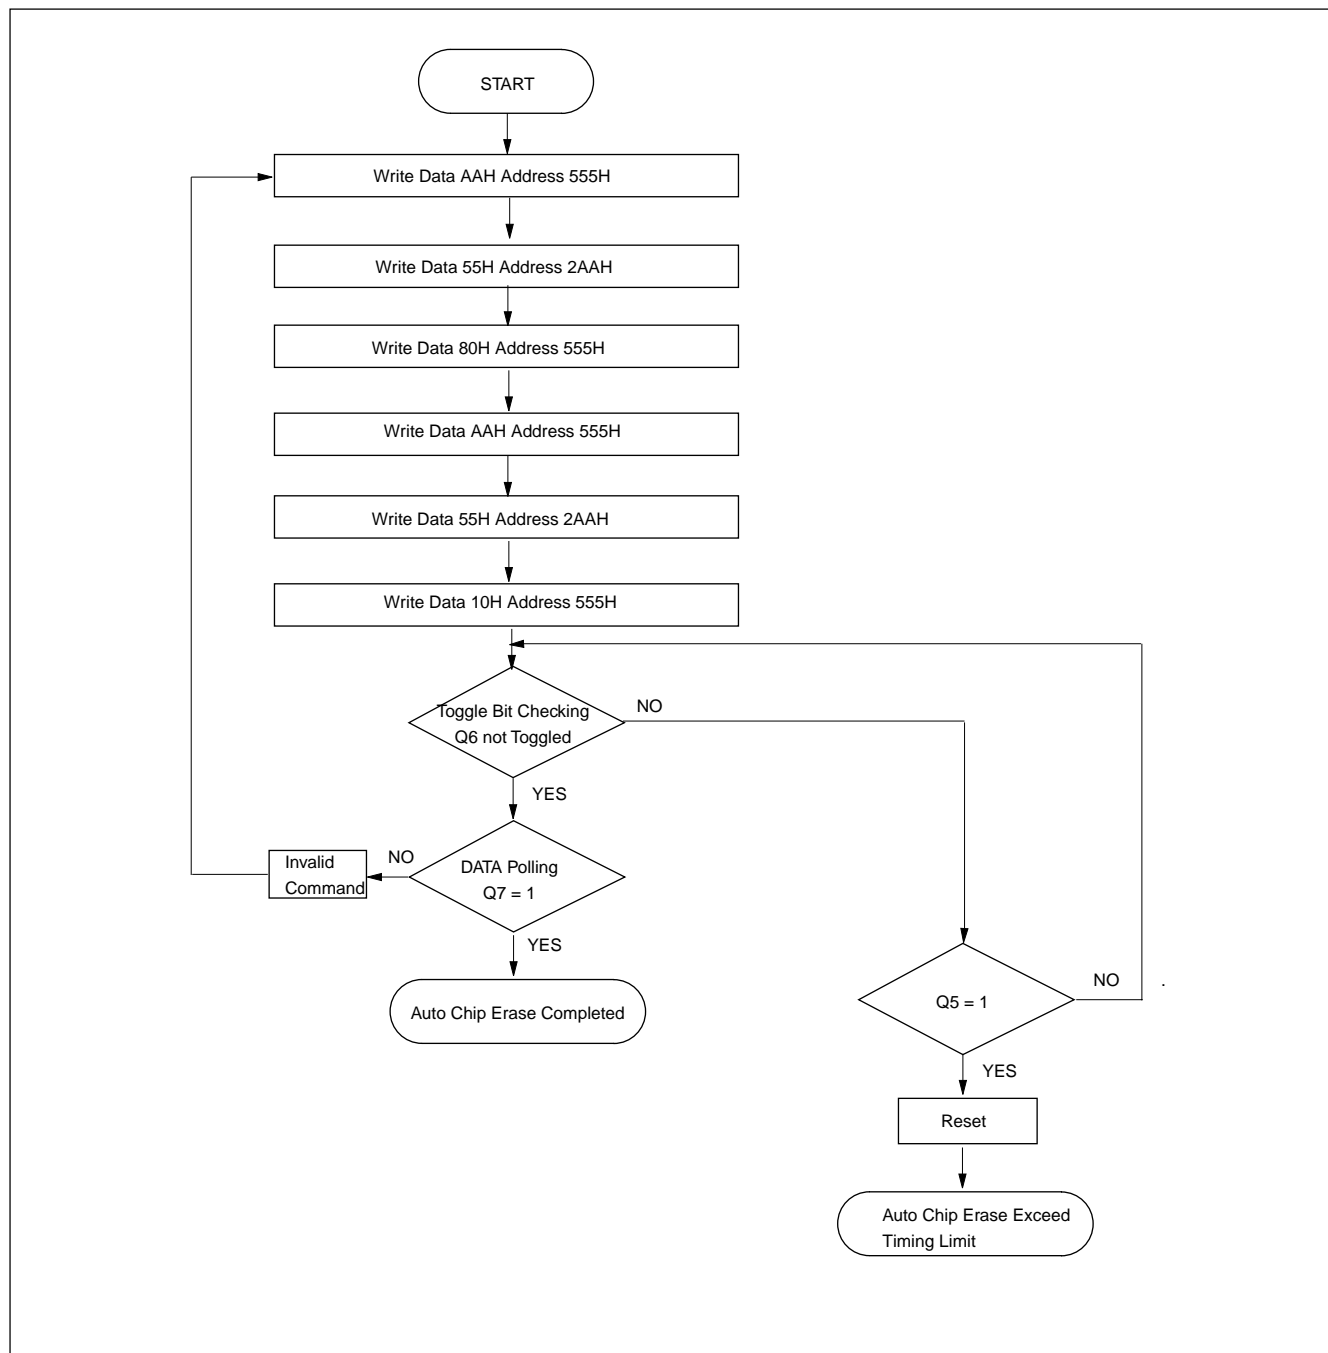 START
Write Data AAH Address 555H
Write Data 55H Address 2AAH
Write Data 80H Address 555H
Write Data AAH Address 555H
Write Data 55H Address 2AAH
Write Data 10H Address 555H
Toggle Bit Checking
Q6 not Toggled
NO
YES
Invalid
Command
NO
DATA Polling
Q7 = 1
YES
Auto Chip Erase Completed
Q5 = 1
NO
.
YES
Reset
Auto Chip Erase Exceed
Timing Limit